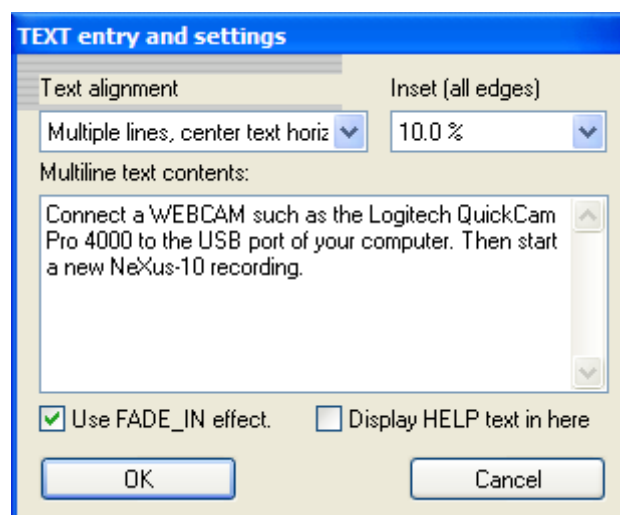 TEXT entry and settings
Text alignment
Inset (all edges)
Multiple lines, center text horiz
10.0 %
Multiline text contents:
Connect a WEBCAM such as the Logitech QuickCam
Pro 4000 to the USB port of your computer. Then start
a new NeXus-10 recording.
Use FADE_IN effect.
Display HELP text in here
OK
Cancel